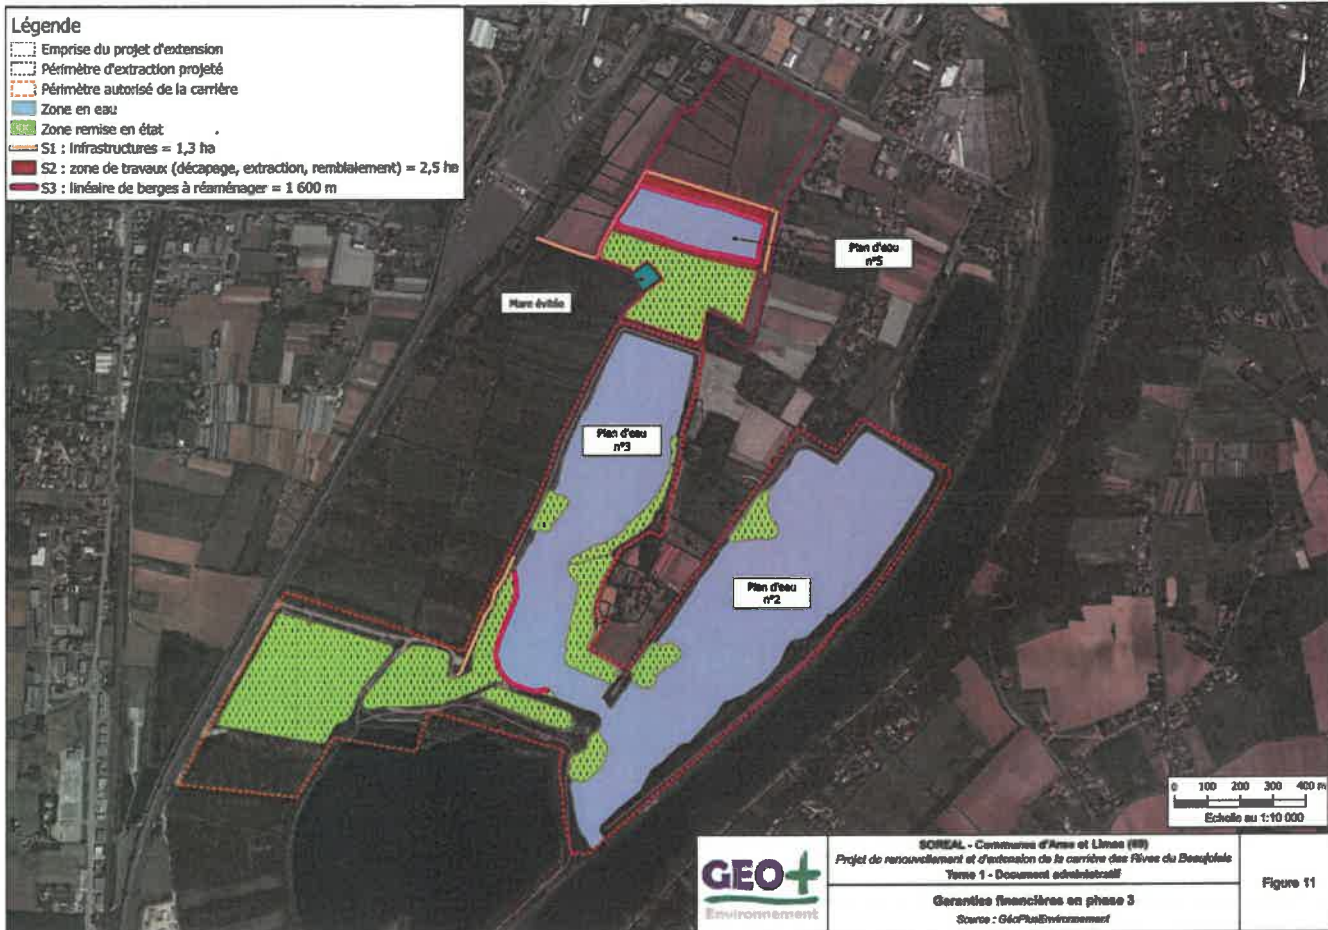 Légende
Emprise du projet d'extension
Périmètre d'extraction projeté
Périmètre autorisé de la carrière
Zone en eau
Zone remise en état
S1 : Infrastructures = 1,3 ha
S2 : zone de travaux (décapage, extraction, remblaiement) = 2,5 ha
S3 : linéaire de berges à réaménager = 1 600 m
Plan d'eau
n°5
Mare évitée
Plan d'eau
n°3
Plan d'eau
n°2
0 100 200 300 400 m
Echelle au 1:10 000
GEO+
Environnement
SOREAL - Communes d'Anse et Limas (69)
Projet de renouvellement et d'extension de la carrière des Rives du Beaujolais
Tome 1 - Document administratif
Garanties financières en phase 3
Source : GéoPlusEnvironnement
Figure 11